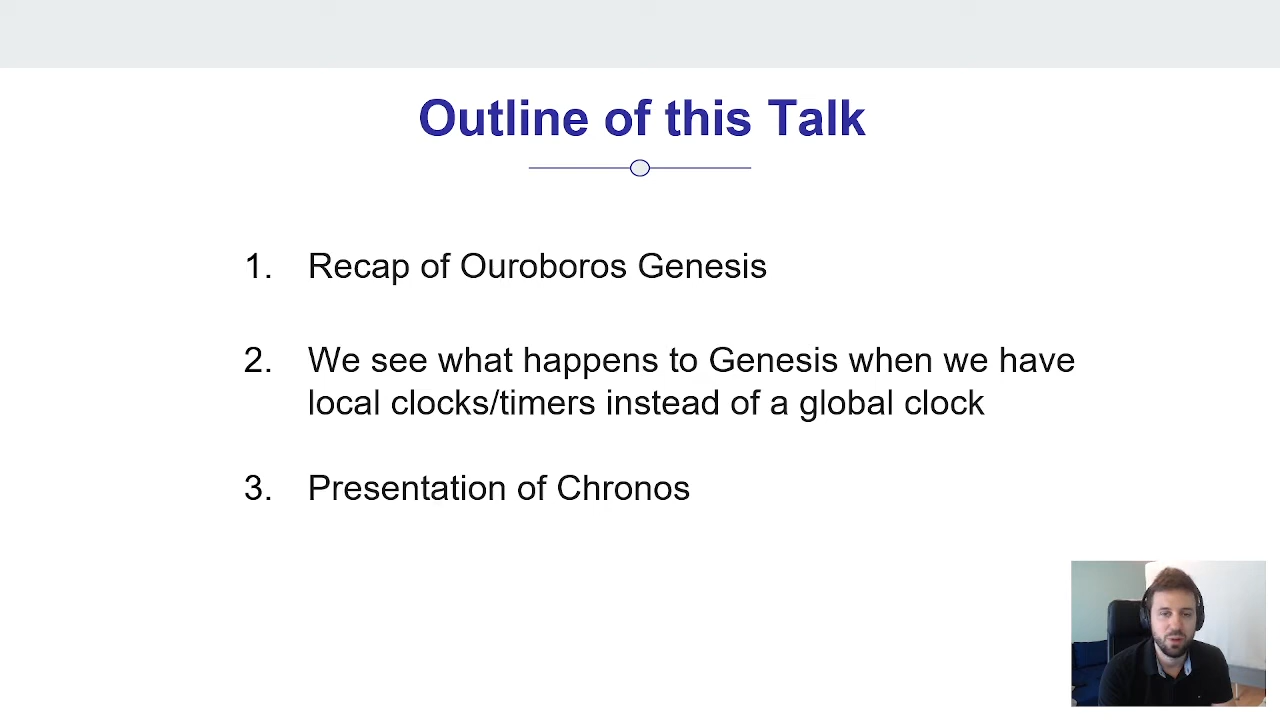 Outline of this Talk
1. Recap of Ouroboros Genesis
2. We see what happens to Genesis when we have
local clocks/timers instead of a global clock
3. Presentation of Chronos